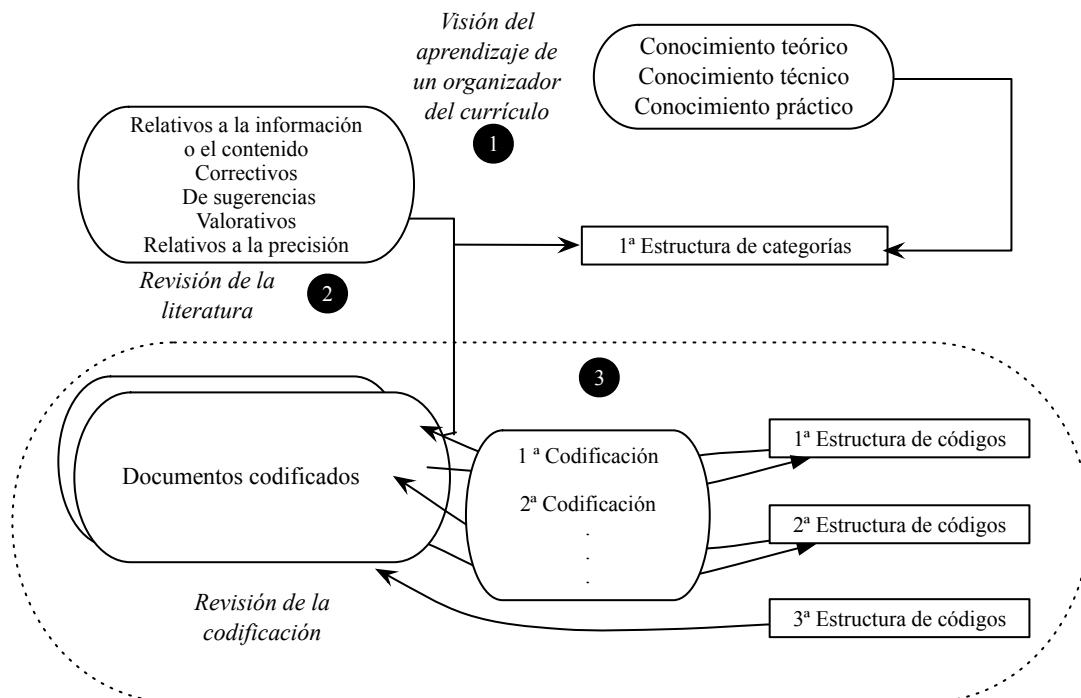 Visión del
aprendizaje de
un organizador
del currículo
1
Conocimiento teórico
Conocimiento técnico
Conocimiento práctico
Relativos a la información
o el contenido
Correctivos
De sugerencias
Valorativos
Relativos a la precisión
1ª Estructura de categorías
Revisión de la
literatura
2
3
Documentos codificados
1 ª Codificación
2ª Codificación
.
.
.
1ª Estructura de códigos
2ª Estructura de códigos
3ª Estructura de códigos
Revisión de la
codificación